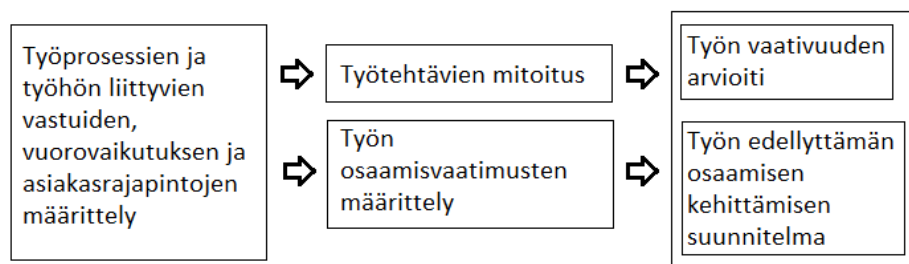 Työprosessien ja
työhön liittyvien
vastuiden,
vuorovaikutuksen ja
asiakasrajapintojen
määrittely
Työtehtävien mitoitus
Työn
osaamisvaatimusten
määrittely
Työn vaativuuden
arvioiti
Työn edellyttämän
osaamisen
kehittämisen
suunnitelma